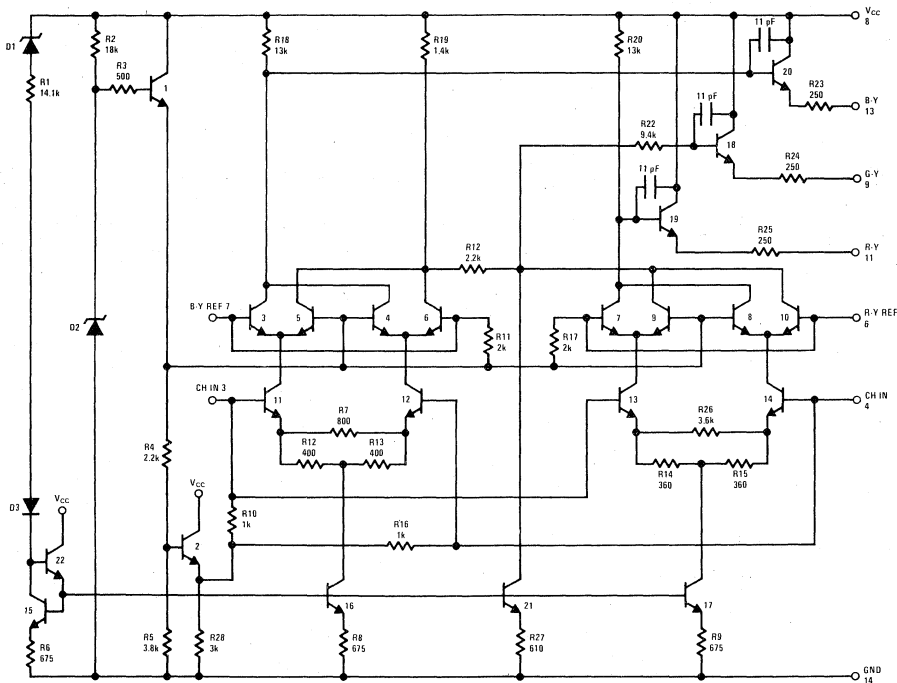 VCC
8
D1
R2
18k
R18
13k
R19
1.4k
R20
13k
11 pF
20
R3
500
1
R1
14.1k
R23
250
B-Y
13
11 pF
R22
9.4k
18
R24
250
G-Y
9
11 pF
19
R25
250
R-Y
11
R12
2.2k
B-Y REF 7
3
5
4
6
7
9
8
10
R-Y REF
6
D2
R11
2k
R17
2k
CH IN 3
11
12
13
14
CH IN
4
R7
800
R26
3.6k
R4
2.2k
R12
400
R13
400
R14
360
R15
360
VCC
VCC
D3
R10
1k
R16
1k
2
22
15
16
21
17
R6
675
R5
3.8k
R28
3k
R8
675
R27
610
R9
675
GND
14